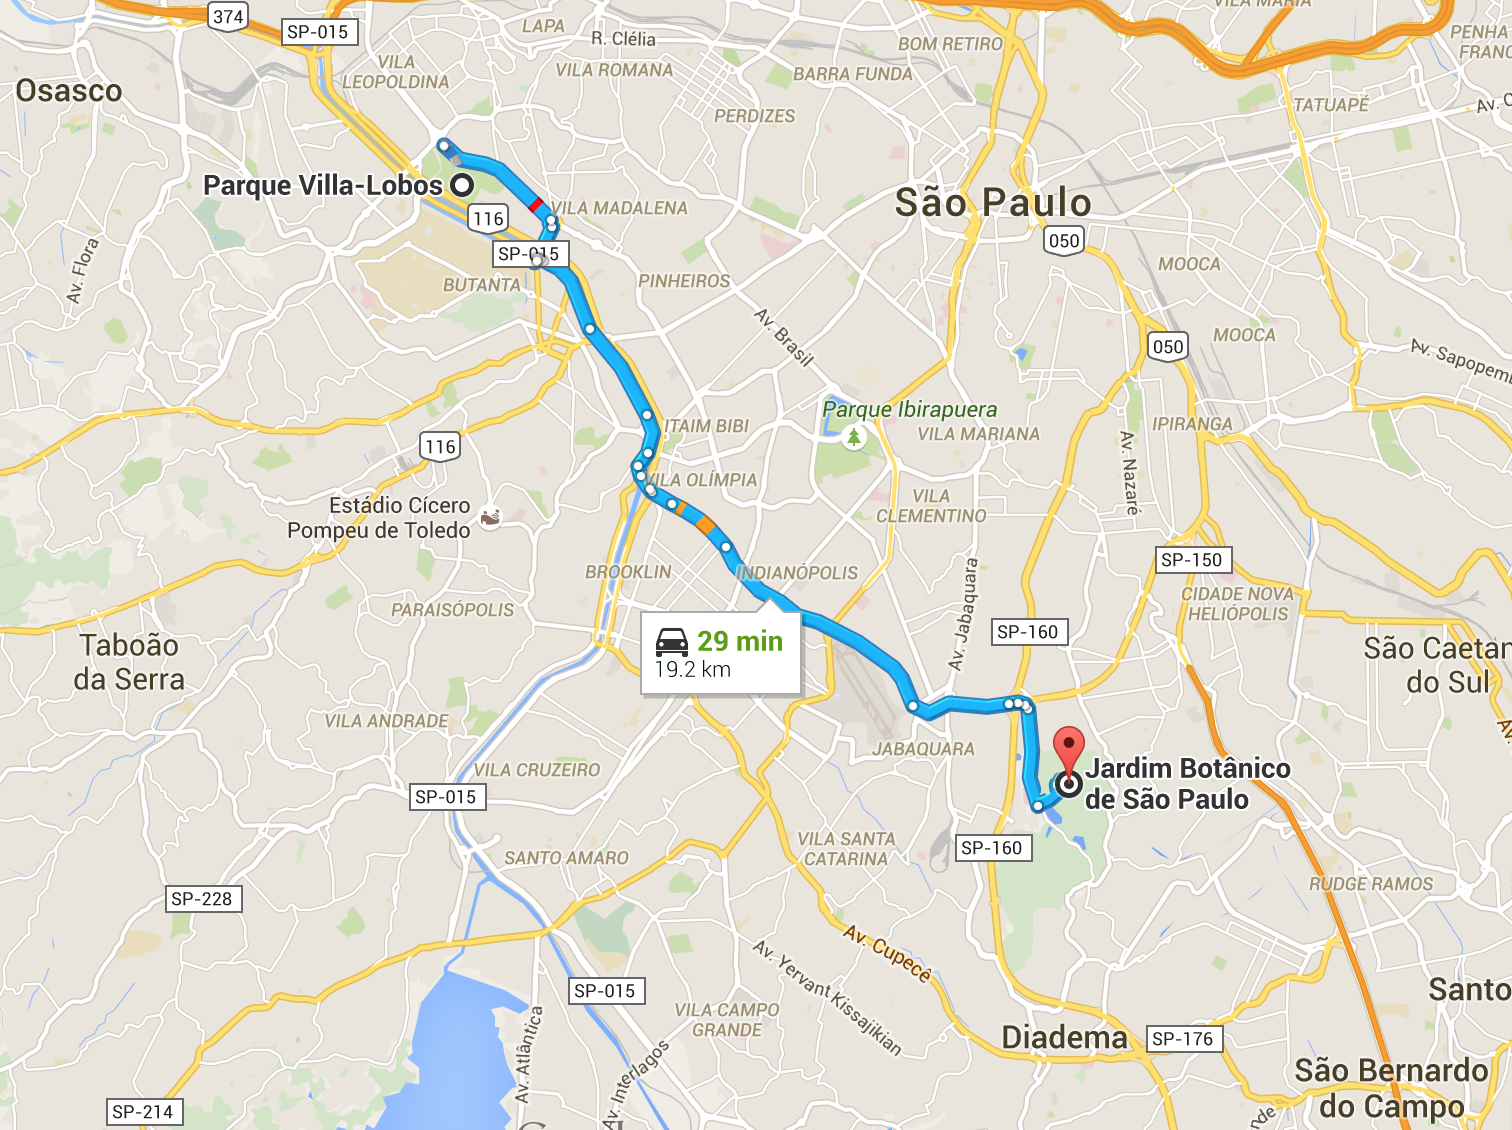 374
SP-015
LAPA
R. Clélia
VILA
LEOPOLDINA
VILA ROMANA
BOM RETIRO
VILA MARIA
PENHA
Osasco
BARRA FUNDA
PERDIZES
TATUAPÉ
Parque Villa-Lobos
116
VILA MADALENA
São Paulo
050
SP-015
Av. Flora
BUTANTA
PINHEIROS
MOOCA
Av. Brasil
050
MOOCA
Av. Sapopem
Parque Ibirapuera
ITAIM BIBI
VILA MARIANA
IPIRANGA
116
Av. Nazaré
VILA OLÍMPIA
Estádio Cícero
Pompeu de Toledo
VILA
CLEMENTINO
BROOKLIN
INDIANÓPOLIS
SP-150
CIDADE NOVA
HELIÓPOLIS
PARAISÓPOLIS
Av. Jabaquara
SP-160
29 min
19.2 km
Taboão
da Serra
São Caetan
do Sul
VILA ANDRADE
JABAQUARA
VILA CRUZEIRO
Jardim Botânico
de São Paulo
SP-015
VILA SANTA
CATARINA
SP-160
SANTO AMARO
RUDGE RAMOS
SP-228
Av. Cupecê
Av. Yervant Kissajikian
SP-015
Santo
VILA CAMPO
GRANDE
Diadema
SP-176
Av. Atlântica
Av. Interlagos
São Bernardo
do Campo
SP-214